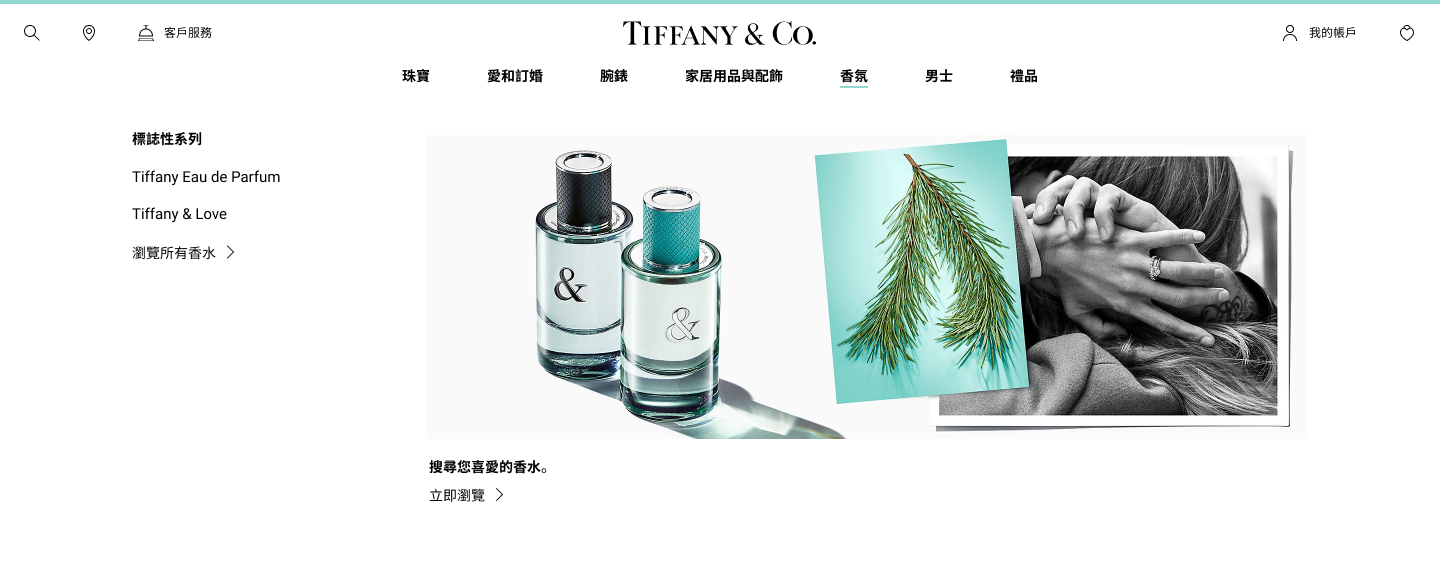 客戶服務
TIFFANY & CO.
我的帳戶
珠寶
愛和訂婚
腕錶
家居用品與配飾
香氛
男士
禮品
標誌性系列
Tiffany Eau de Parfum
Tiffany & Love
瀏覽所有香水
&
&
搜尋您喜愛的香水。
立即瀏覽